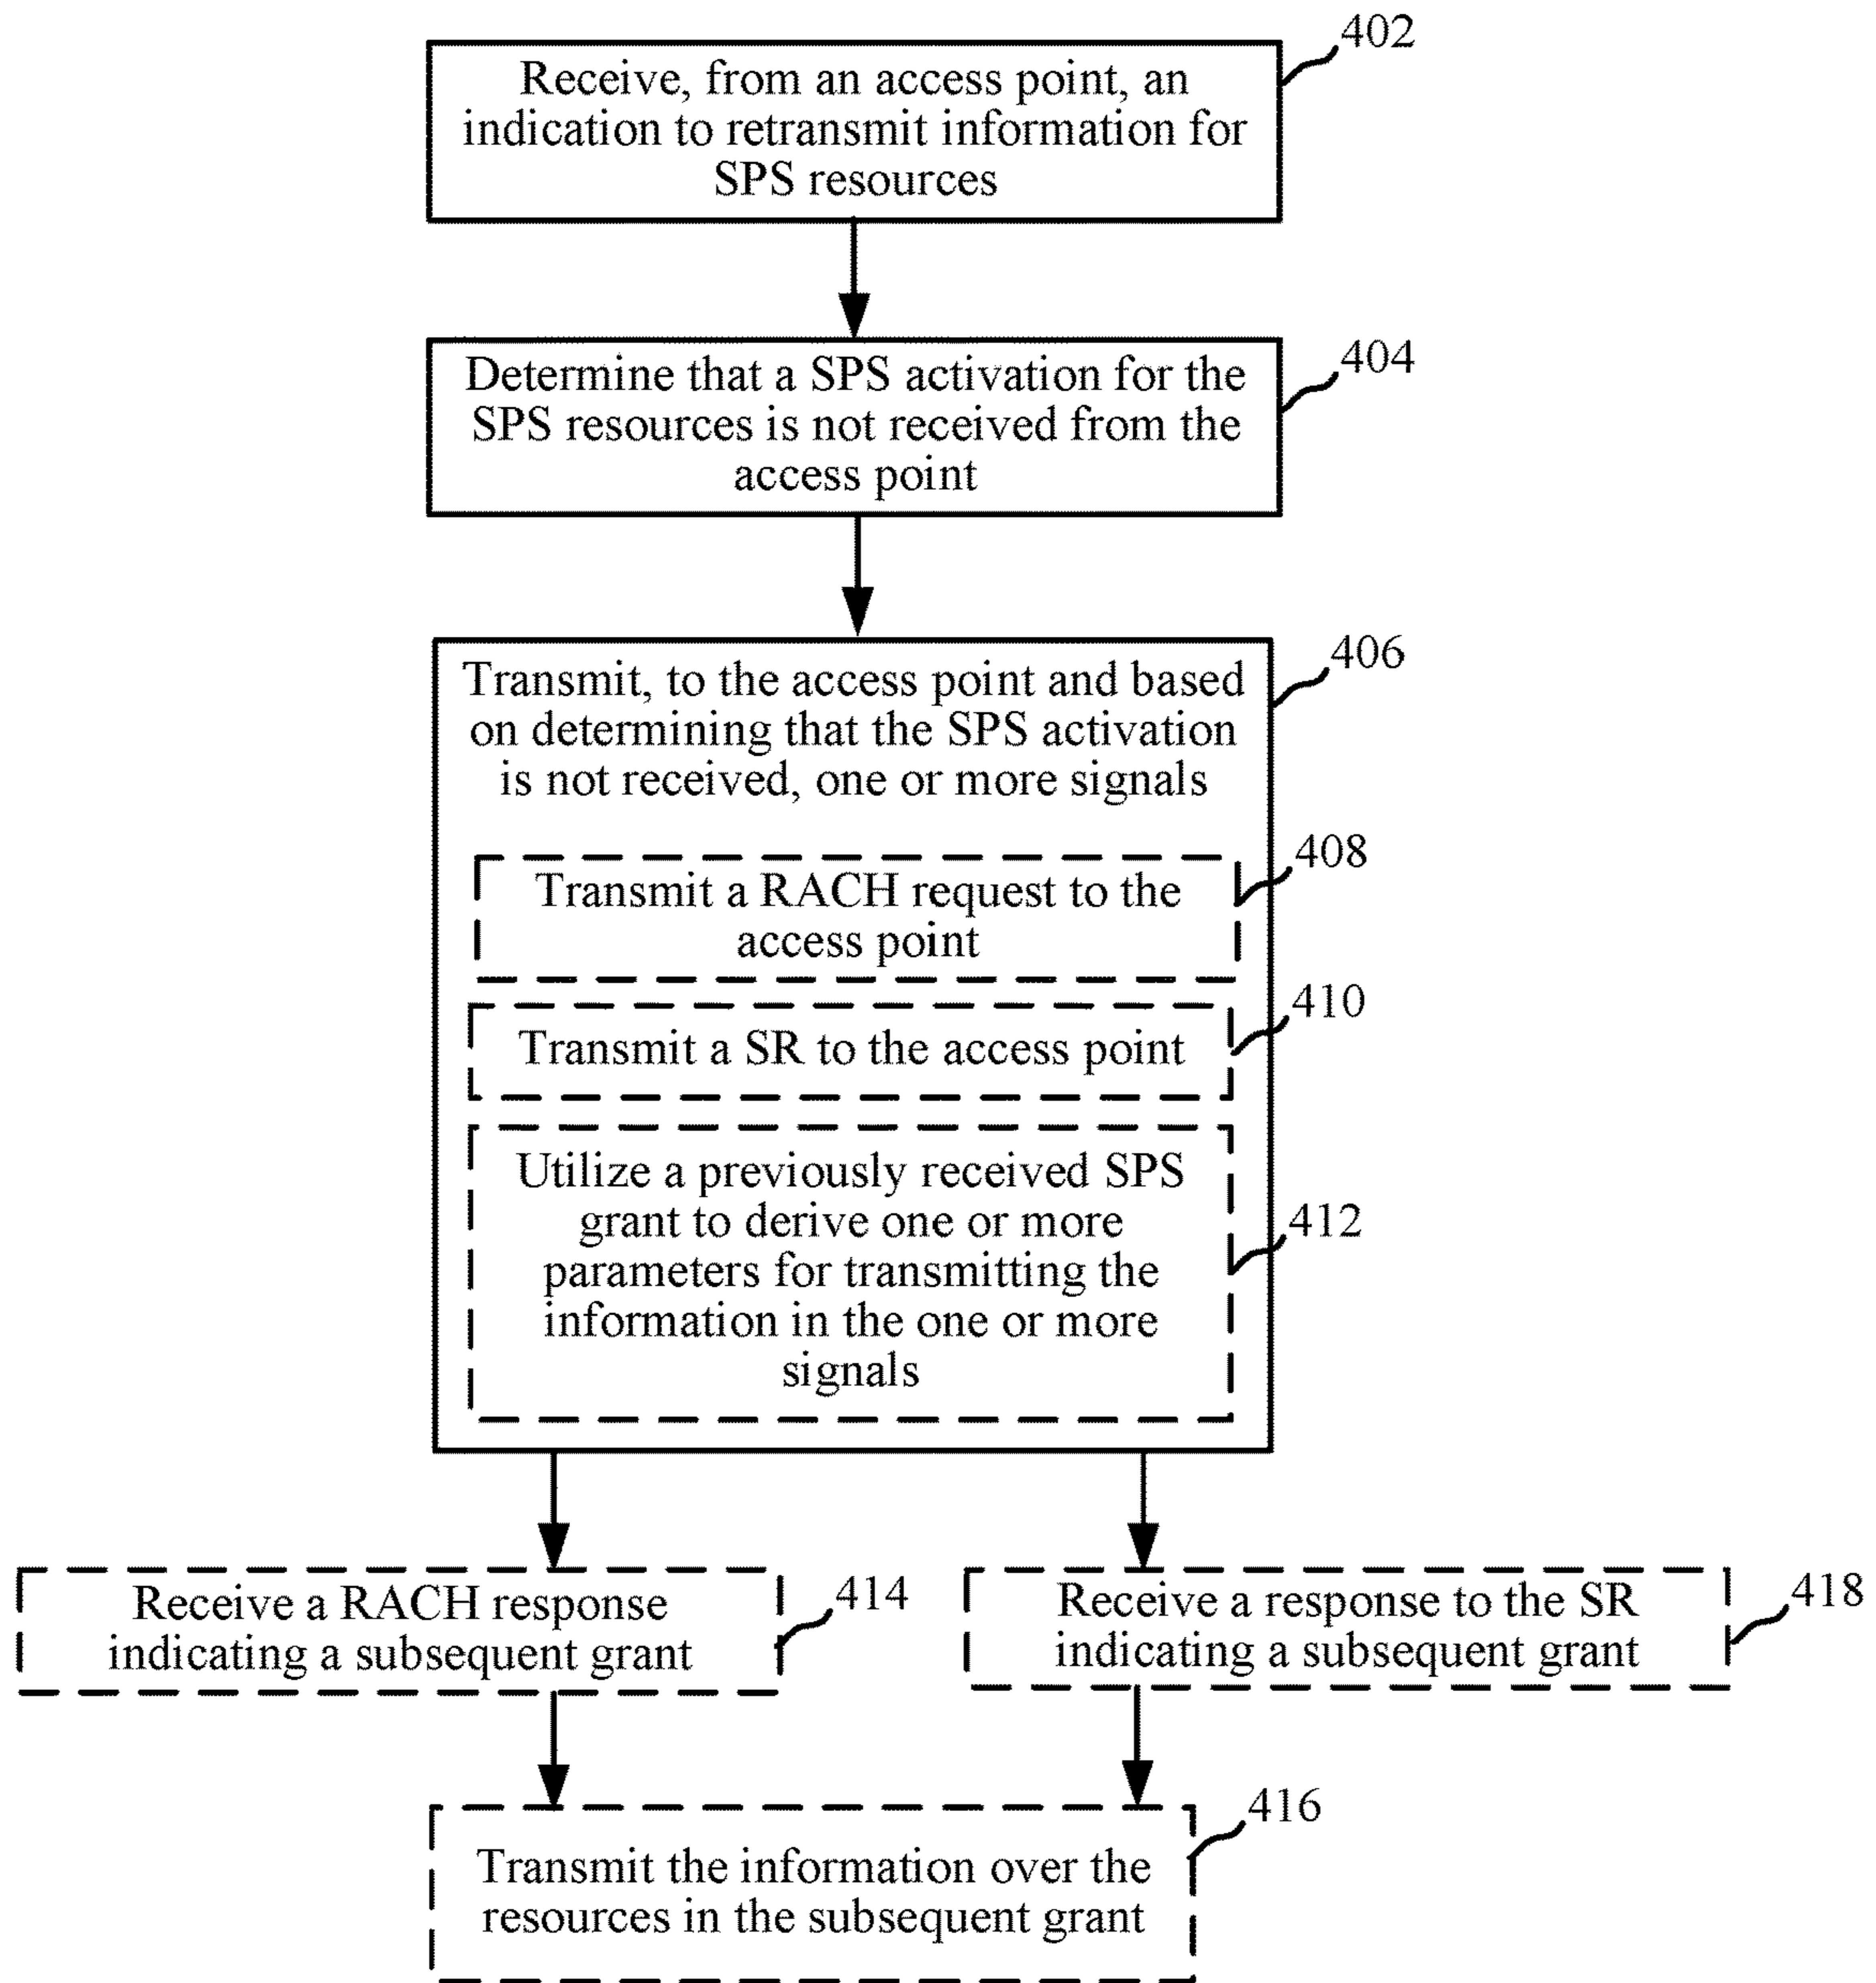 402
Receive, from an access point, an
indication to retransmit information for
SPS resources
404
Determine that a SPS activation for the
SPS resources is not received from the
access point
406
Transmit, to the access point and based
on determining that the SPS activation
is not received, one or more signals
408
Transmit a RACH request to the
access point
410
Transmit a SR to the access point
Utilize a previously received SPS
grant to derive one or more
412
parameters for transmitting the
information in the one or more
signals
Receive a RACH response
indicating a subsequent grant
414
Receive a response to the SR
indicating a subsequent grant
418
416
Transmit the information over the
resources in the subsequent grant